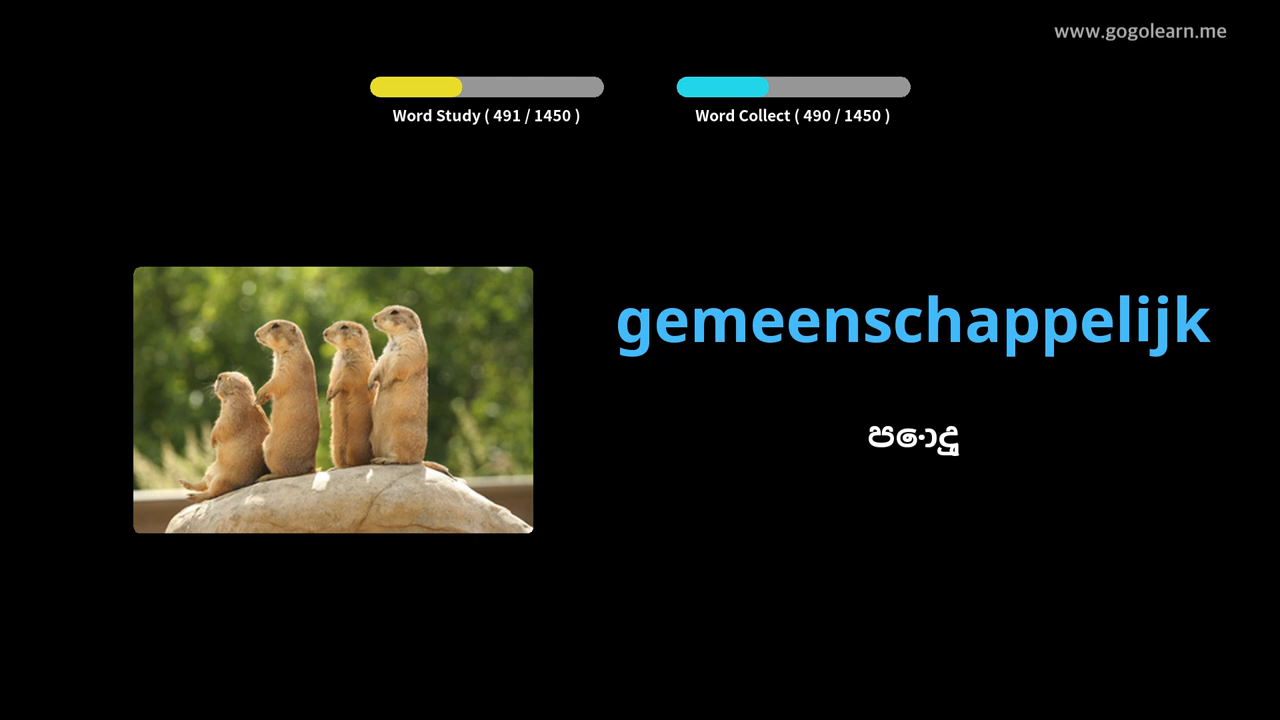 www.gogolearn.me
Word Study ( 491 / 1450 )
Word Collect ( 490 / 1450 )
gemeenschappelijk
පොදු